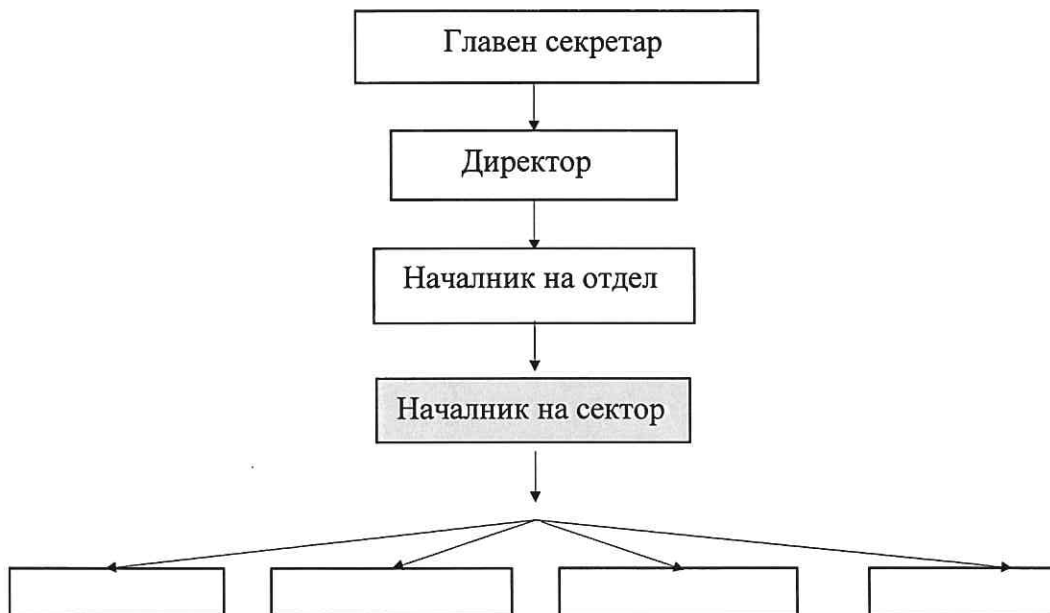 Главен секретар
Директор
Началник на отдел
Началник на сектор